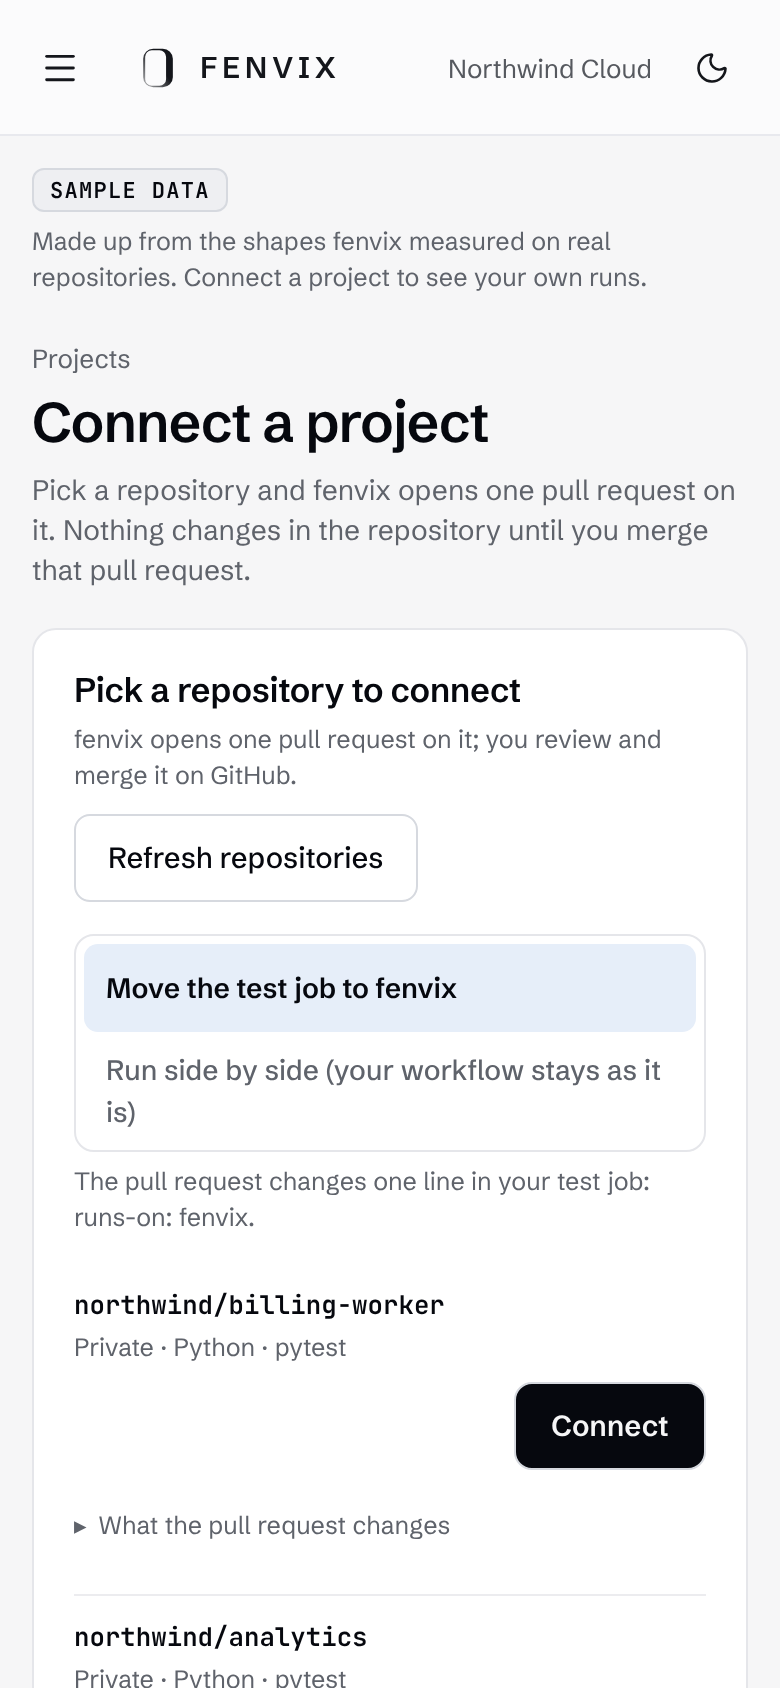 FENVIX
Northwind Cloud
SAMPLE DATA
Made up from the shapes fenvix measured on real
repositories. Connect a project to see your own runs.
Projects
Connect a project
Pick a repository and fenvix opens one pull request on
it. Nothing changes in the repository until you merge
that pull request.
Pick a repository to connect
fenvix opens one pull request on it; you review and
merge it on GitHub.
Refresh repositories
Move the test job to fenvix
Run side by side (your workflow stays as it
is)
The pull request changes one line in your test job:
runs-on: fenvix.
northwind/billing-worker
Private · Python · pytest
Connect
▸ What the pull request changes
northwind/analytics
Private · Python · pytest